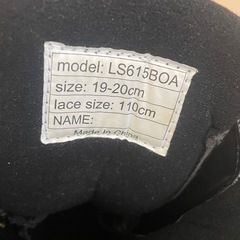 model: LS615BOA
size: 19-20cm
lace size: 110cm
NAME:
Made In China